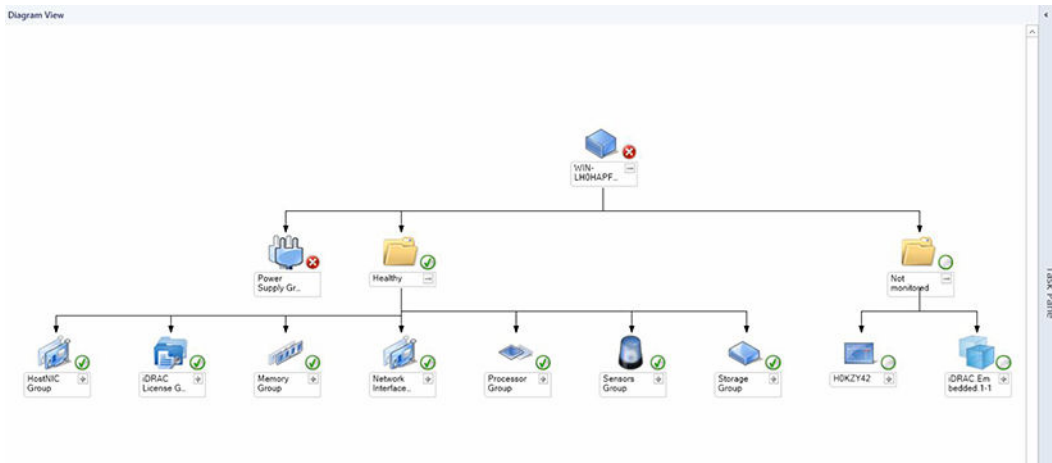 Diagram View
WIN-
LH0HAPF...
Power
Supply Gr...
Healthy
Not
monitored
HostNIC
Group
iDRAC
License G...
Memory
Group
Network
Interface...
Processor
Group
Sensors
Group
Storage
Group
H0KZY42
iDRAC.Em
bedded.1-1
Task Pane